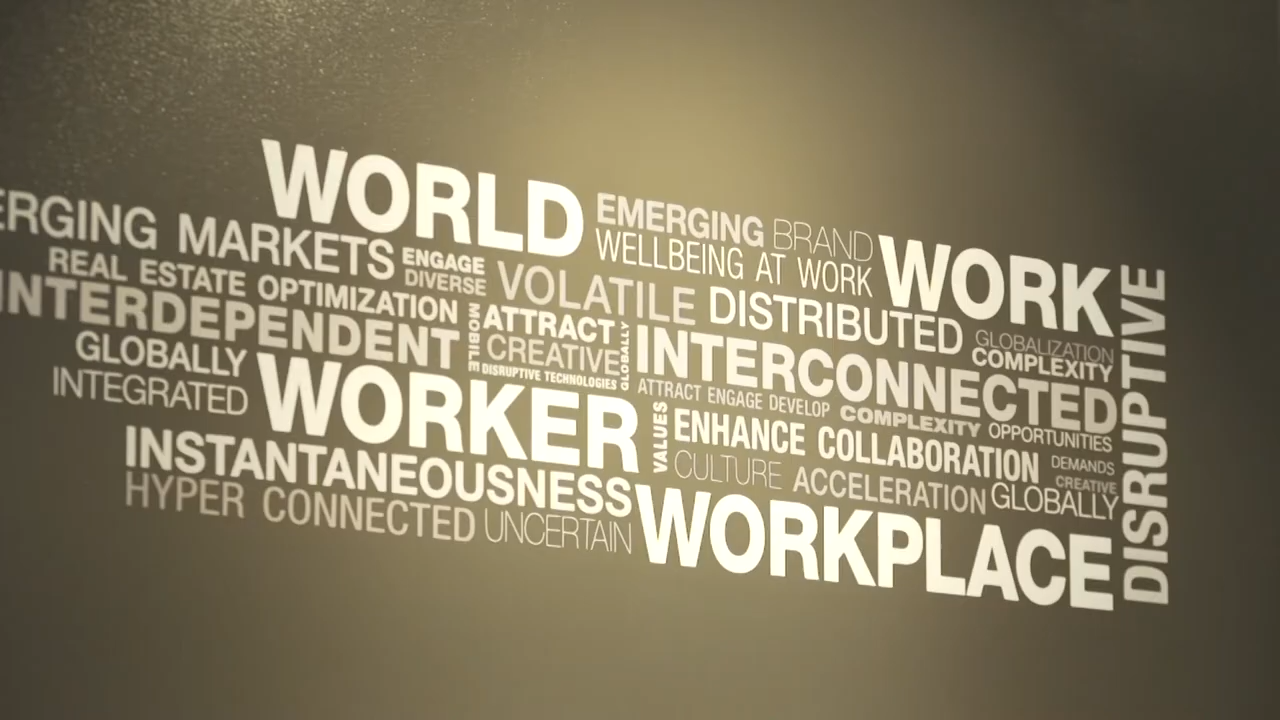 WORLD
EMERGING BRAND
WELLBEING AT WORK
WORK
ERGING MARKETS
ENGAGE
DIVERSE
VOLATILE
DISTRIBUTED
GLOBALIZATION
COMPLEXITY
DISRUPTIVE
REAL ESTATE OPTIMIZATION
INTERDEPENDENT
MOBILE
ATTRACT
CREATIVE
GLOBALLY
DISRUPTIVE TECHNOLOGIES
INTERCONNECTED
ATTRACT ENGAGE DEVELOP COMPLEXITY OPPORTUNITIES
GLOBALLY
INTEGRATED
WORKER
VALUES
ENHANCE COLLABORATION
DEMANDS
CREATIVE
CULTURE ACCELERATION GLOBALLY
INSTANTANEOUSNESS
HYPER CONNECTED UNCERTAIN
WORKPLACE